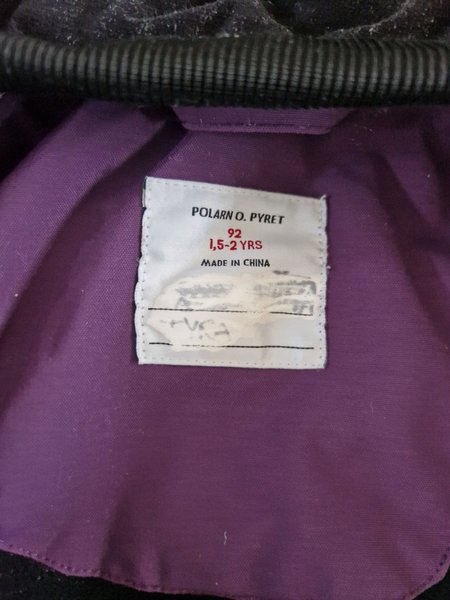 POLARN O. PYRET
92
1,5-2 YRS
MADE IN CHINA